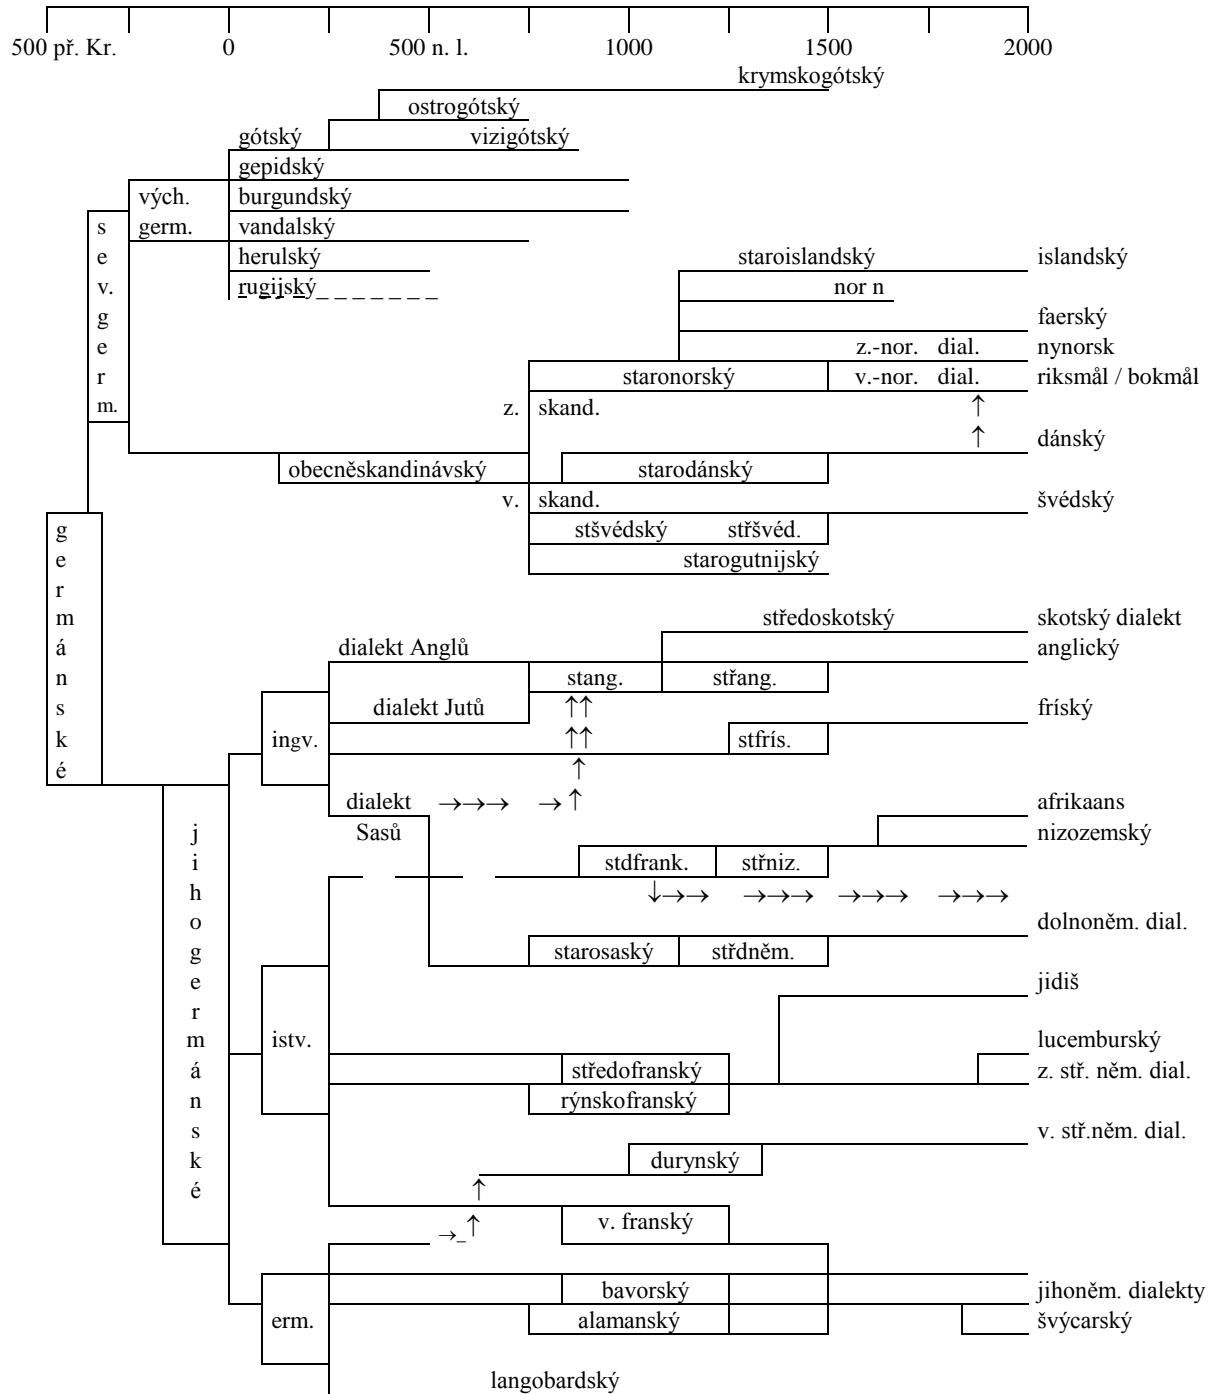 500 př. Kr. 0 500 n. l. 1000 1500 2000
krymskogótský
ostrogótský
gótský vizigótský
gepidský
vých. burgundský
s germ. vandalský
e herulský staroislandský islandský
v. rugijský nor n
g faerský
e z.-nor. dial. nynorsk
r staronorský v.-nor. dial. riksmål / bokmål
m. z. skand. ↑
↑ dánský
obecněskandinávský starodánský
v. skand. švédský
g stšvédský střšvéd.
e starogutnijský
r
m středoskotský skotský dialekt
á dialekt Anglů anglický
n stang. střang.
s dialekt Jutů ↑↑ fríský
k ingv. ↑↑ stfrís.
é ↑
dialekt →→→ → ↑ afrikaans
j Sasů nizozemský
i stdfrank. střniz.
h ↓→→ →→→ →→→ →→→
o dolnoněm. dial.
g starosaský střdněm.
e jidiš
r
m istv. lucemburský
á středofranský z. stř. něm. dial.
n rýnskofranský
s v. stř.něm. dial.
k durynský
é ↑
→ ↑ v. franský
bavorský jihoněm. dialekty
erm. alamanský švýcarský
langobardský